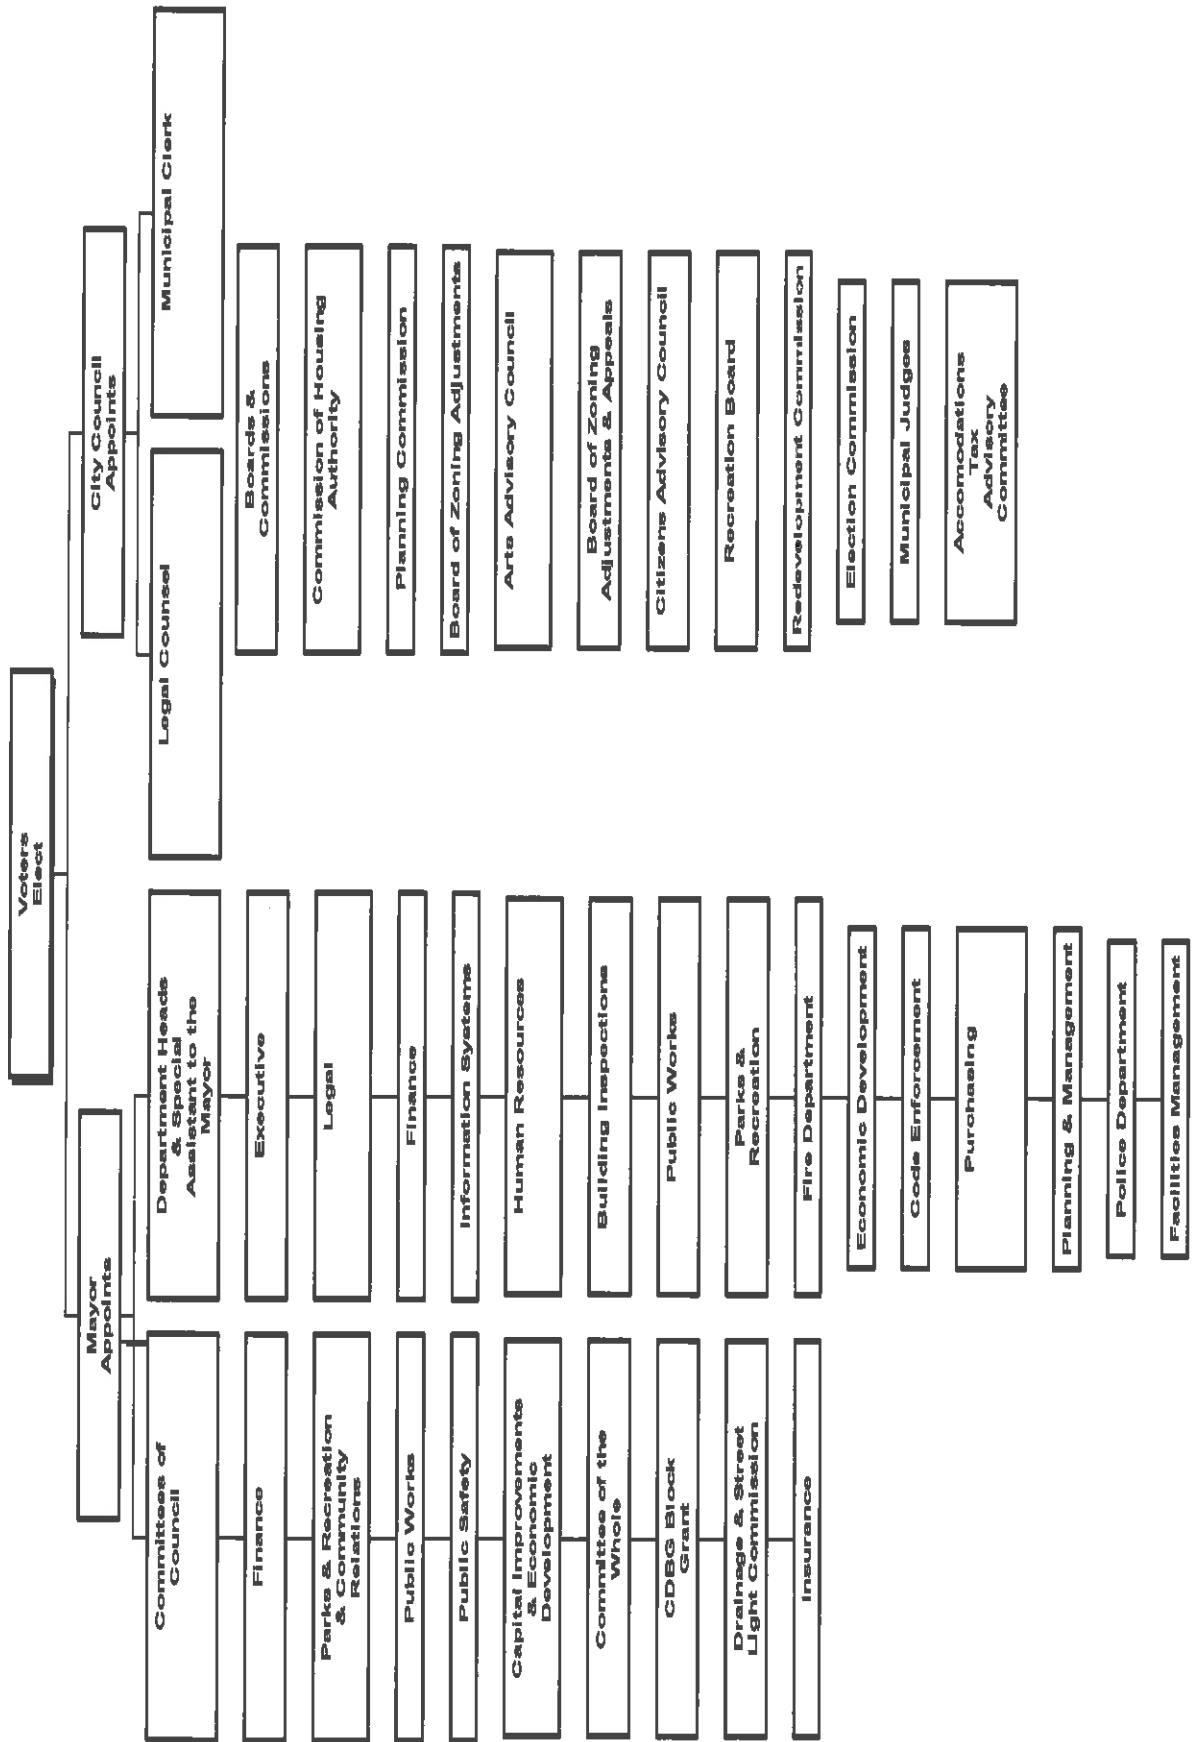 Voters
Elect
Mayor
Appoints
City Council
Appoints
Committees of
Council
Finance
Parks & Recreation
& Community
Relations
Public Works
Public Safety
Capital Improvements
& Economic
Development
Committee of the
Whole
CDBG Block
Grant
Drainage & Street
Light Commission
Insurance
Department Heads
& Special
Assistant to the
Mayor
Executive
Legal
Finance
Information Systems
Human Resources
Building Inspections
Public Works
Parks &
Recreation
Fire Department
Economic Development
Code Enforcement
Purchasing
Planning & Management
Police Department
Facilities Management
Legal Counsel
Municipal Clerk
Boards &
Commissions
Commission of Housing
Authority
Planning Commission
Board of Zoning Adjustments
Arts Advisory Council
Board of Zoning
Adjustments & Appeals
Citizens Advisory Council
Recreation Board
Redevelopment Commission
Election Commission
Municipal Judges
Accomodations
Tax
Advisory
Committee